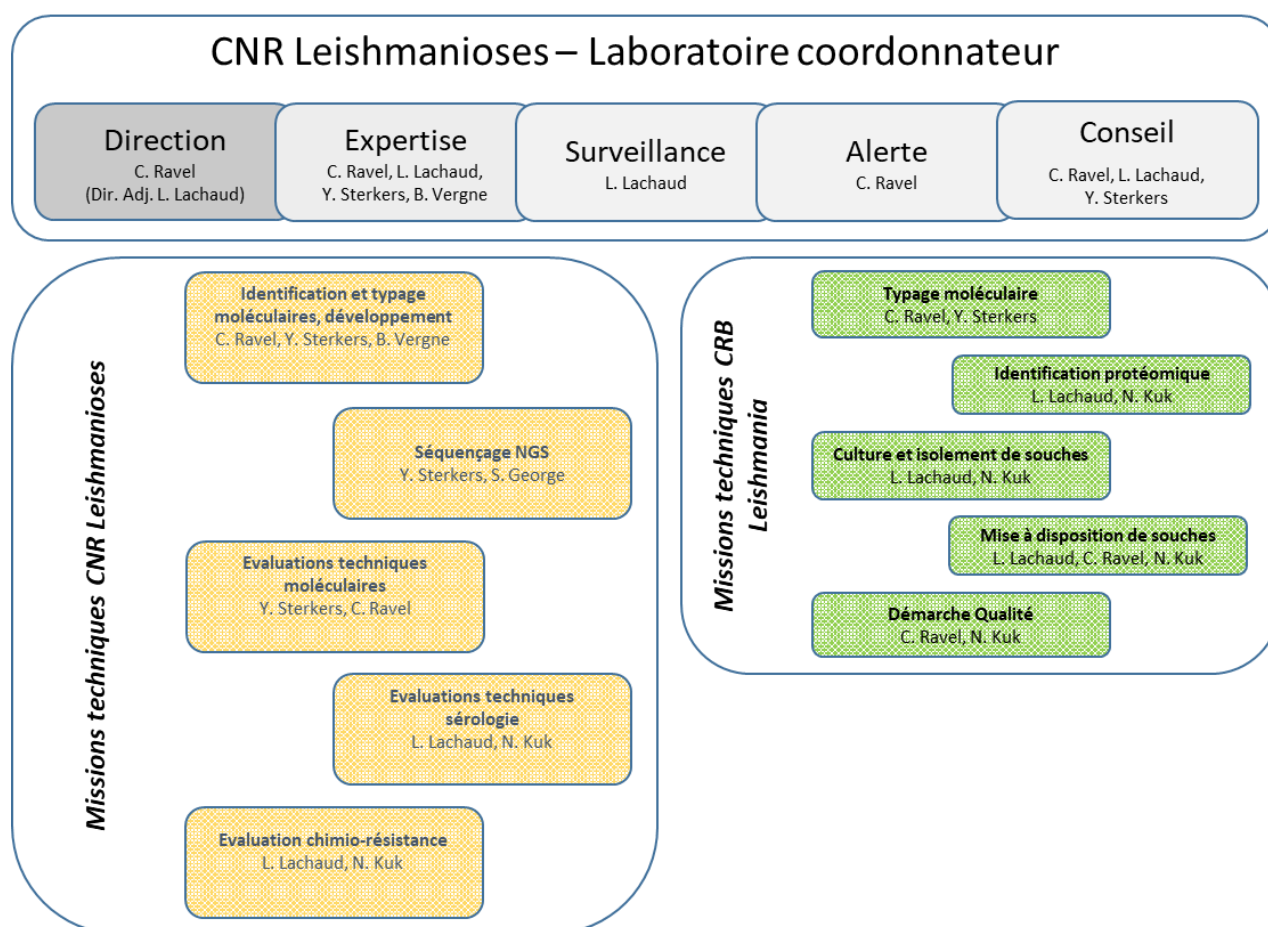 CNR Leishmanioses – Laboratoire coordonnateur
Direction
C. Ravel
(Dir. Adj. L. Lachaud)
Expertise
C. Ravel, L. Lachaud,
Y. Sterkers, B. Vergne
Surveillance
L. Lachaud
Alerte
C. Ravel
Conseil
C. Ravel, L. Lachaud,
Y. Sterkers
Missions techniques CNR Leishmanioses
Identification et typage
moléculaires, développement
C. Ravel, Y. Sterkers, B. Vergne
Séquençage NGS
Y. Sterkers, S. George
Evaluations techniques
moléculaires
Y. Sterkers, C. Ravel
Evaluations techniques
sérologie
L. Lachaud, N. Kuk
Evaluation chimio-résistance
L. Lachaud, N. Kuk
Missions techniques CRB
Leishmania
Typage moléculaire
C. Ravel, Y. Sterkers
Identification protéomique
L. Lachaud, N. Kuk
Culture et isolement de souches
L. Lachaud, N. Kuk
Mise à disposition de souches
L. Lachaud, C. Ravel, N. Kuk
Démarche Qualité
C. Ravel, N. Kuk